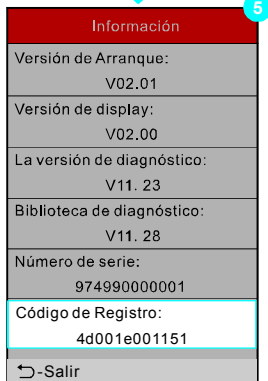 5
Información
Versión de Arranque:
V02.01
Versión de display:
V02.00
La versión de diagnóstico:
V11. 23
Biblioteca de diagnóstico:
V11. 28
Número de serie:
974990000001
Código de Registro:
4d001e001151
-Salir